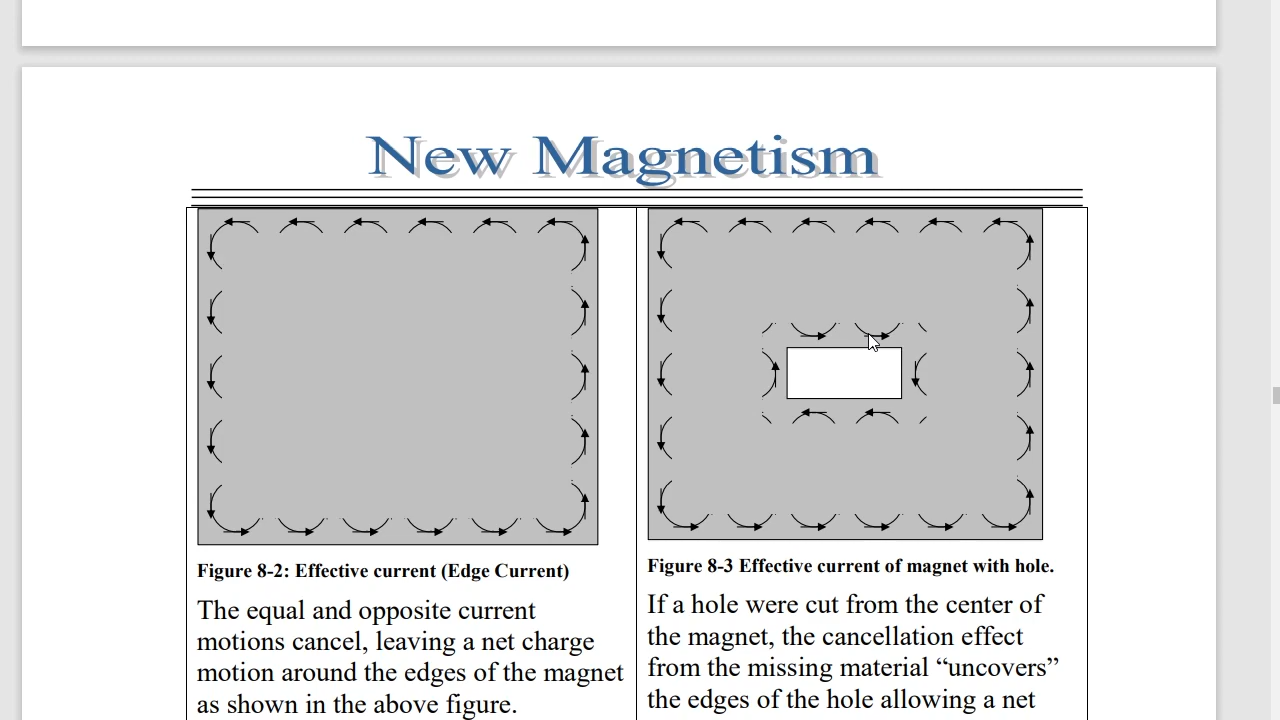 New Magnetism
Figure 8-2: Effective current (Edge Current)
The equal and opposite current
motions cancel, leaving a net charge
motion around the edges of the magnet
as shown in the above figure.
Figure 8-3 Effective current of magnet with hole.
If a hole were cut from the center of
the magnet, the cancellation effect
from the missing material “uncovers”
the edges of the hole allowing a net